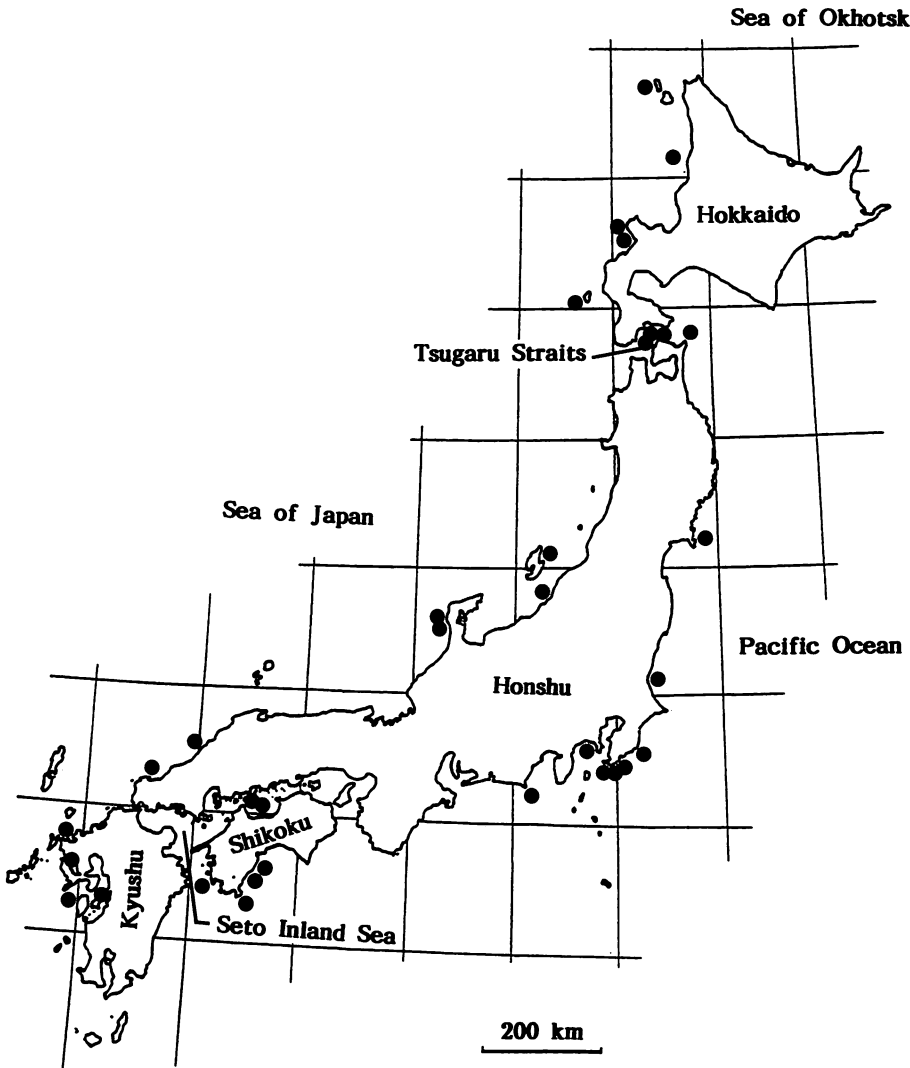 Sea of Okhotsk
Hokkaido
Tsugaru Straits
Sea of Japan
Pacific Ocean
Honshu
Shikoku
Kyushu
Seto Inland Sea
200 km